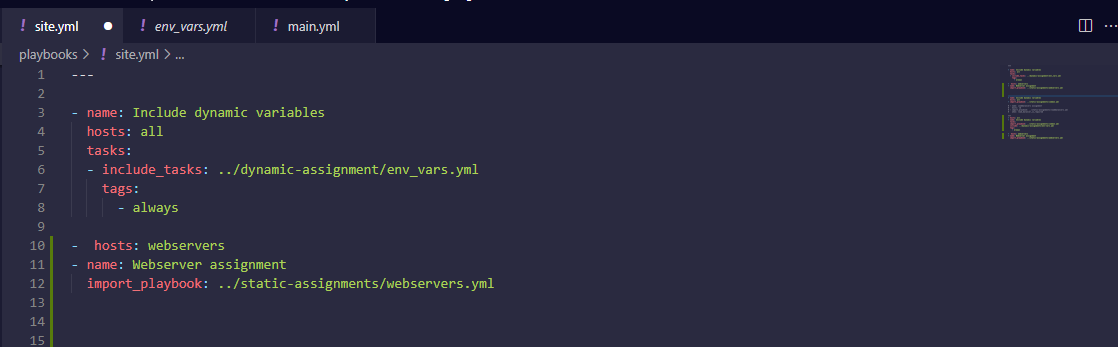 ! site.yml ● ! env_vars.yml ! main.yml
playbooks > ! site.yml > ...
1 ---
2
3 - name: Include dynamic variables
4 hosts: all
5 tasks:
6 - include_tasks: ../dynamic-assignment/env_vars.yml
7 tags:
8 - always
9
10 - hosts: webservers
11 - name: Webserver assignment
12 import_playbook: ../static-assignments/webservers.yml
13
14
15